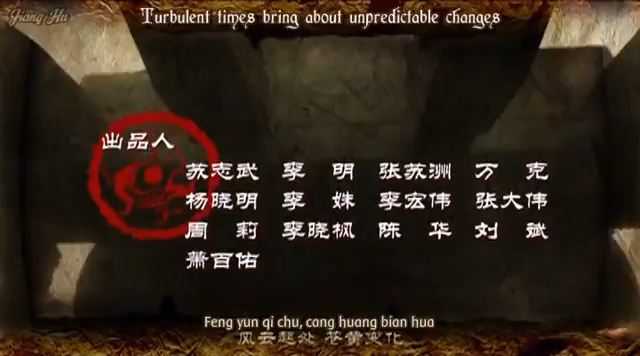 Jiang Hu
Turbulent times bring about unpredictable changes
出品人
苏志武 李明 张苏洲 万克
杨晓明 李姝 李宏伟 张大伟
周莉 李晓枫 陈华 刘斌
萧百佑
Feng yun qi chu, cang huang bian hua
风云起处 苍黄变化